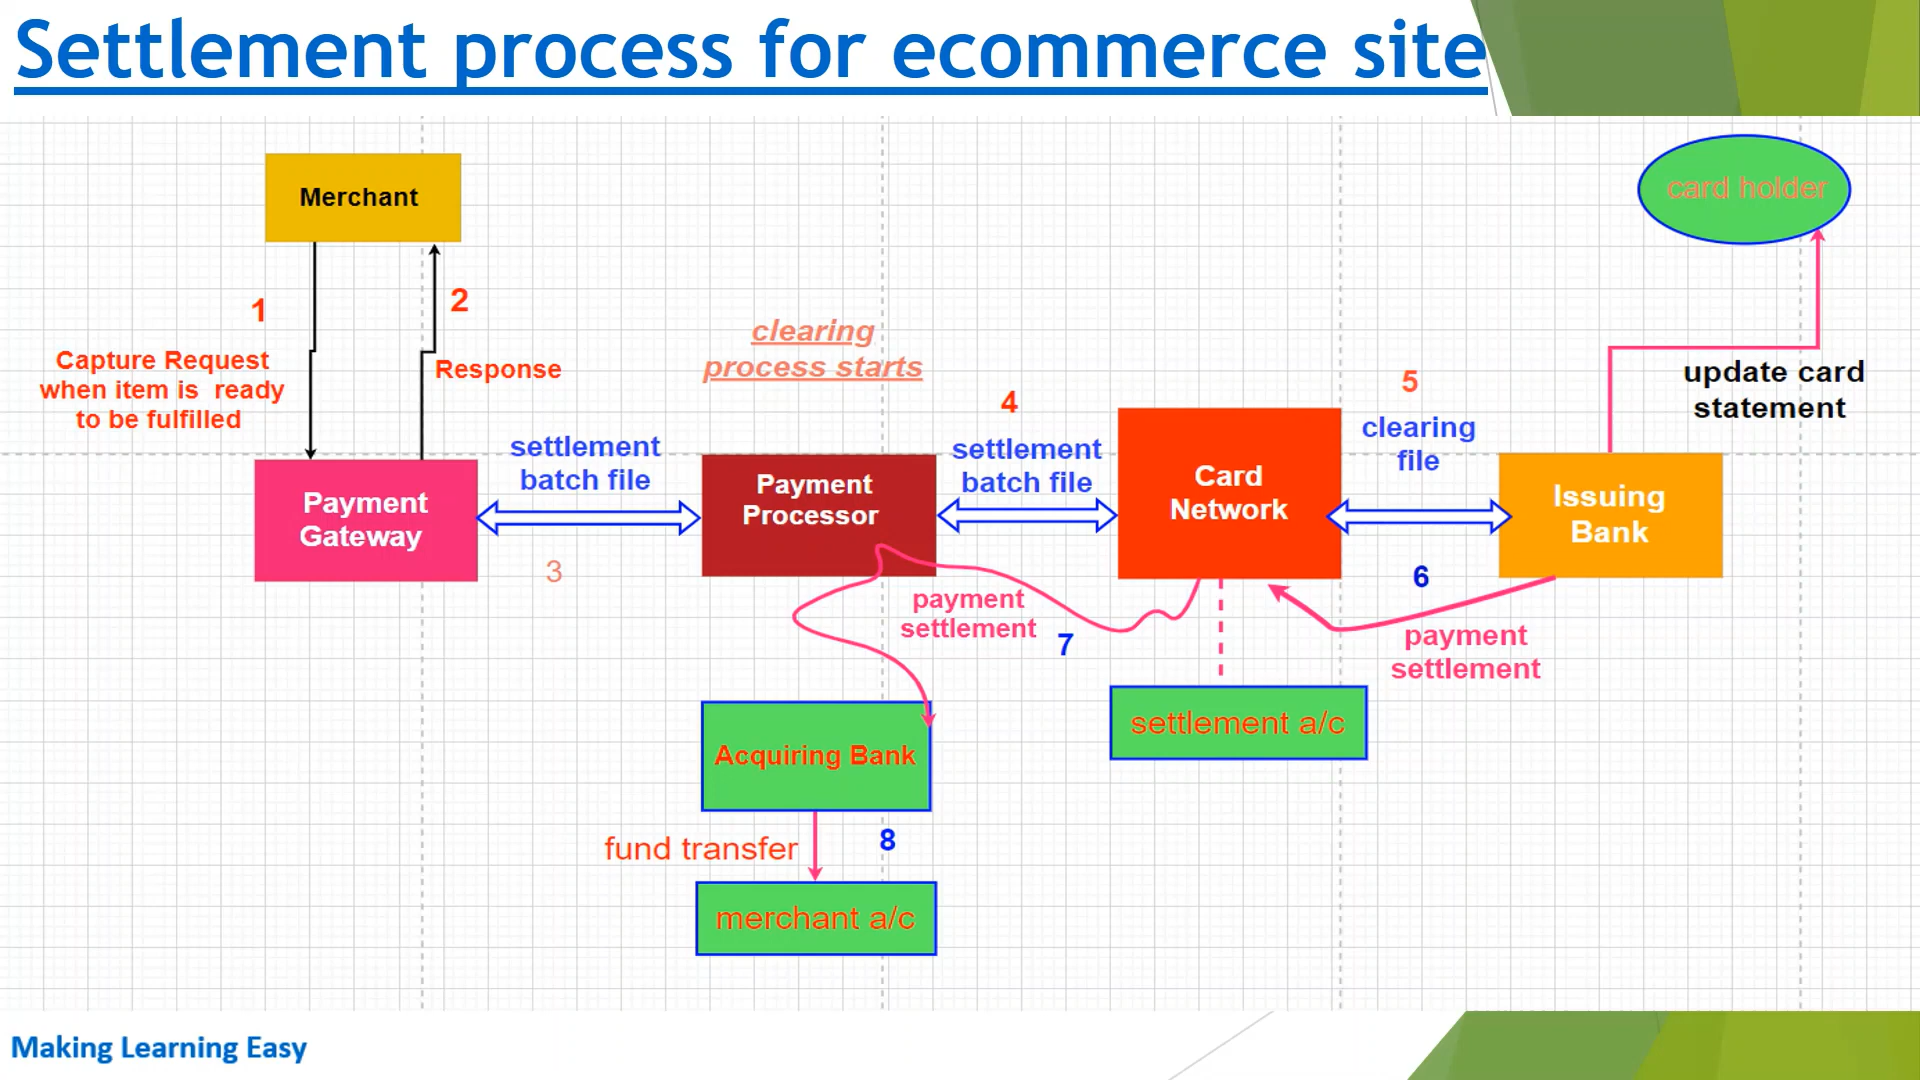 Settlement process for ecommerce site
Merchant
card holder
1
2
Capture Request
when item is ready
to be fulfilled
Response
clearing
process starts
update card
statement
settlement
batch file
3
4
settlement
batch file
5
clearing
file
Payment
Gateway
Payment
Processor
Card
Network
Issuing
Bank
6
payment
settlement
7
payment
settlement
settlement a/c
Acquiring Bank
fund transfer
8
merchant a/c
Making Learning Easy